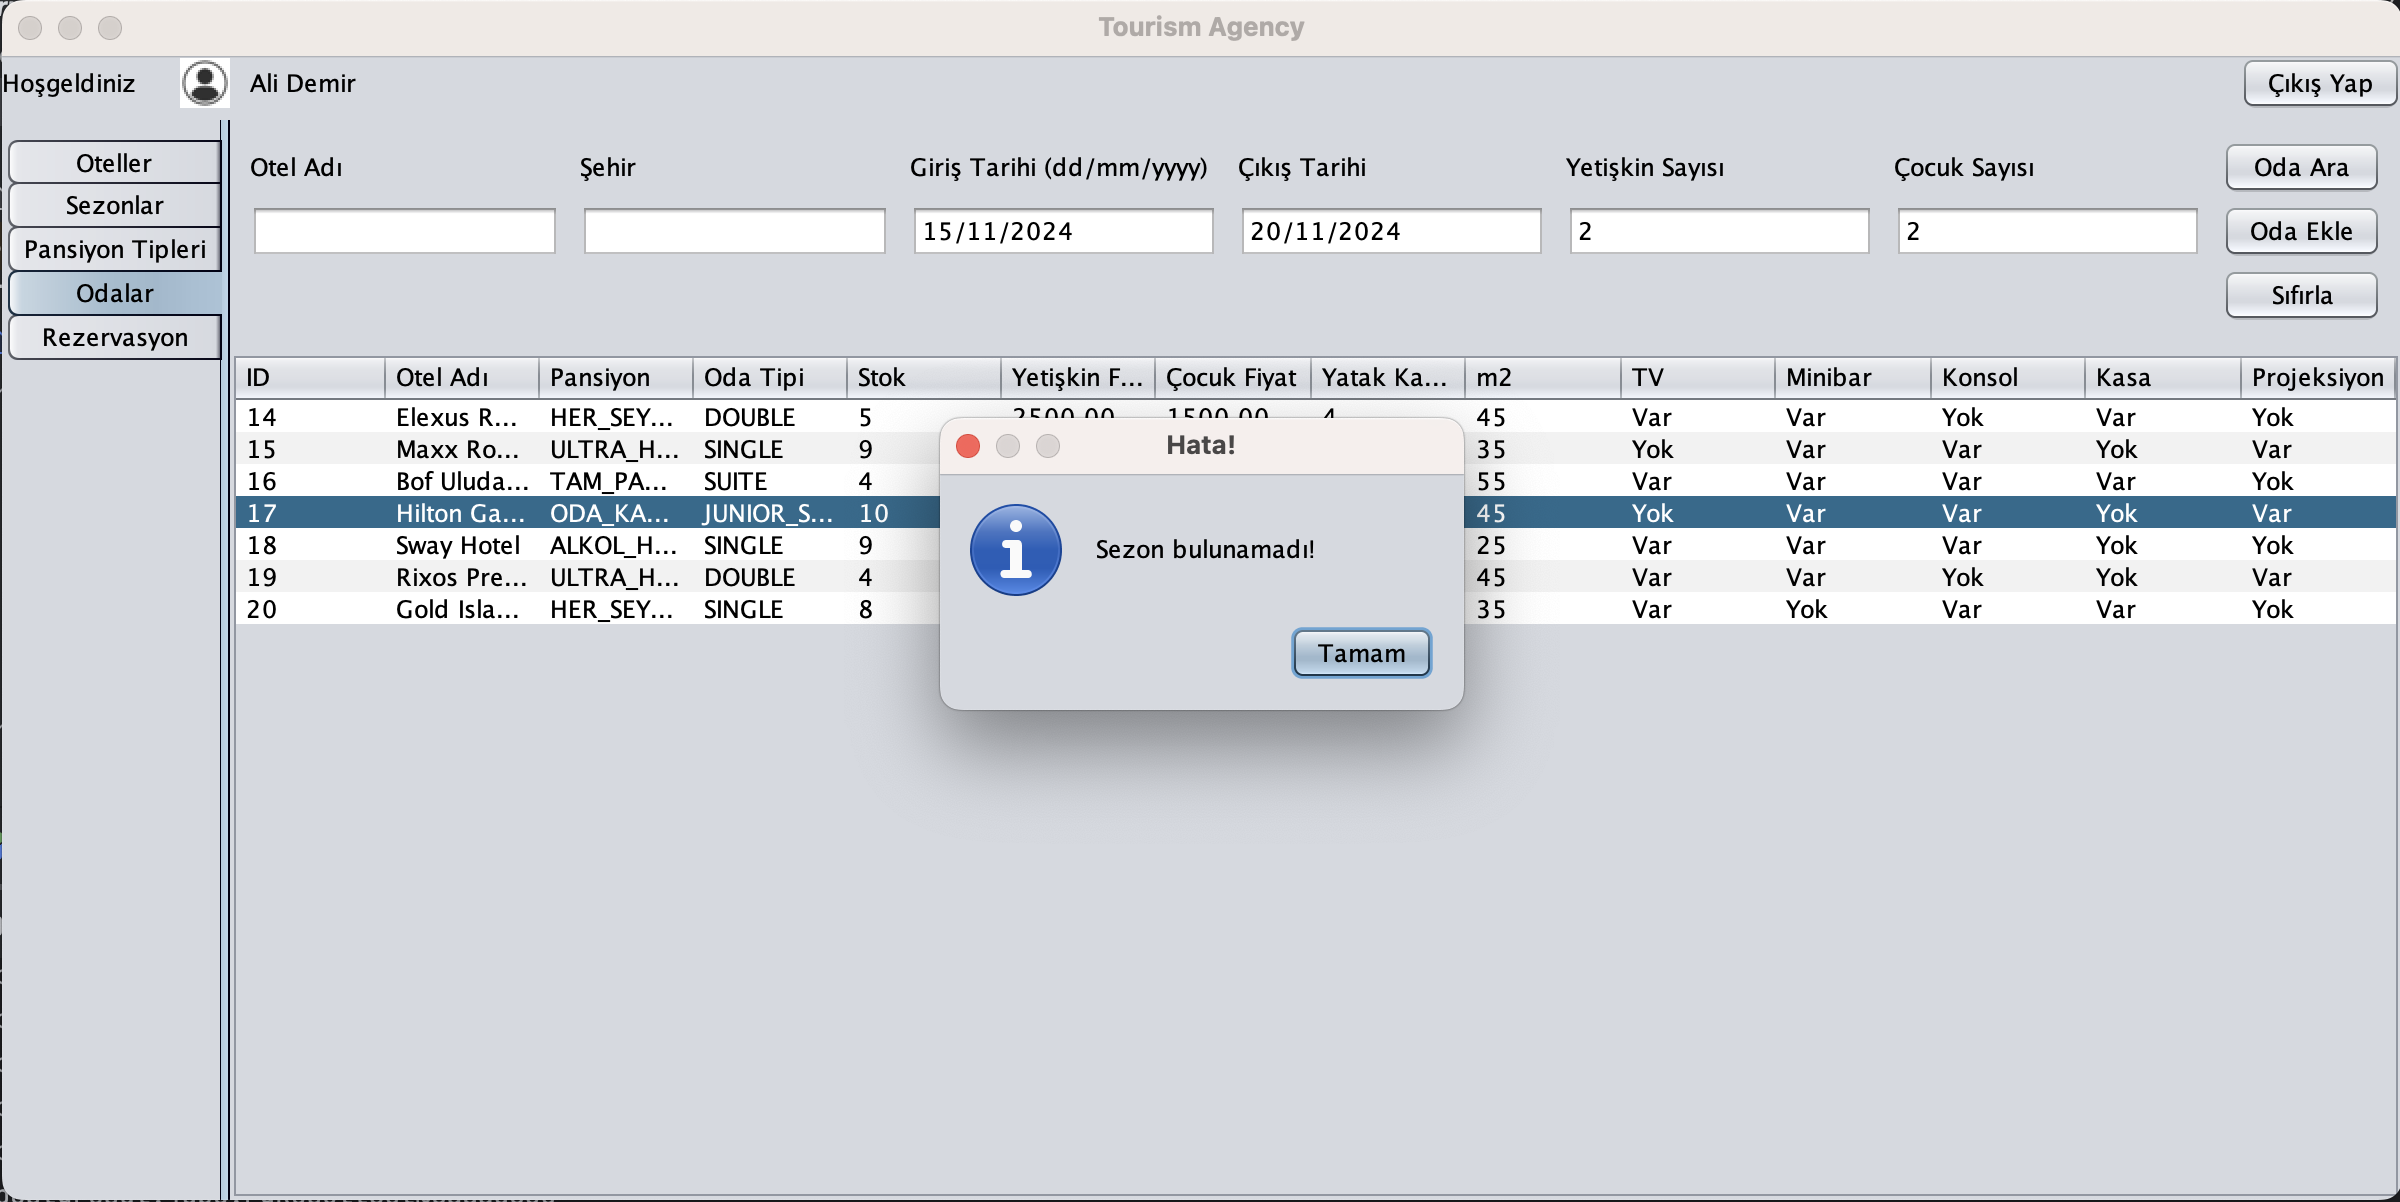 Tourism Agency
Hoşgeldiniz Ali Demir Çıkış Yap
Oteller
Sezonlar
Pansiyon Tipleri
Odalar
Rezervasyon
Otel Adı Şehir Giriş Tarihi (dd/mm/yyyy) Çıkış Tarihi Yetişkin Sayısı Çocuk Sayısı Oda Ara
15/11/2024 20/11/2024 2 2 Oda Ekle
Sıfırla
ID Otel Adı Pansiyon Oda Tipi Stok Yetişkin F... Çocuk Fiyat Yatak Ka... m2 TV Minibar Konsol Kasa Projeksiyon
14 Elexus R... HER_SEY... DOUBLE 5 2500.00 1500.00 4 45 Var Var Yok Var Yok
15 Maxx Ro... ULTRA_H... SINGLE 9 35 Yok Var Var Yok Var
16 Bof Uluda... TAM_PA... SUITE 4 55 Var Var Var Var Yok
17 Hilton Ga... ODA_KA... JUNIOR_S... 10 45 Yok Var Var Yok Var
18 Sway Hotel ALKOL_H... SINGLE 9 25 Var Var Var Yok Yok
19 Rixos Pre... ULTRA_H... DOUBLE 4 45 Var Var Yok Yok Var
20 Gold Isla... HER_SEY... SINGLE 8 35 Var Yok Var Var Yok
Hata!
Sezon bulunamadı!
Tamam